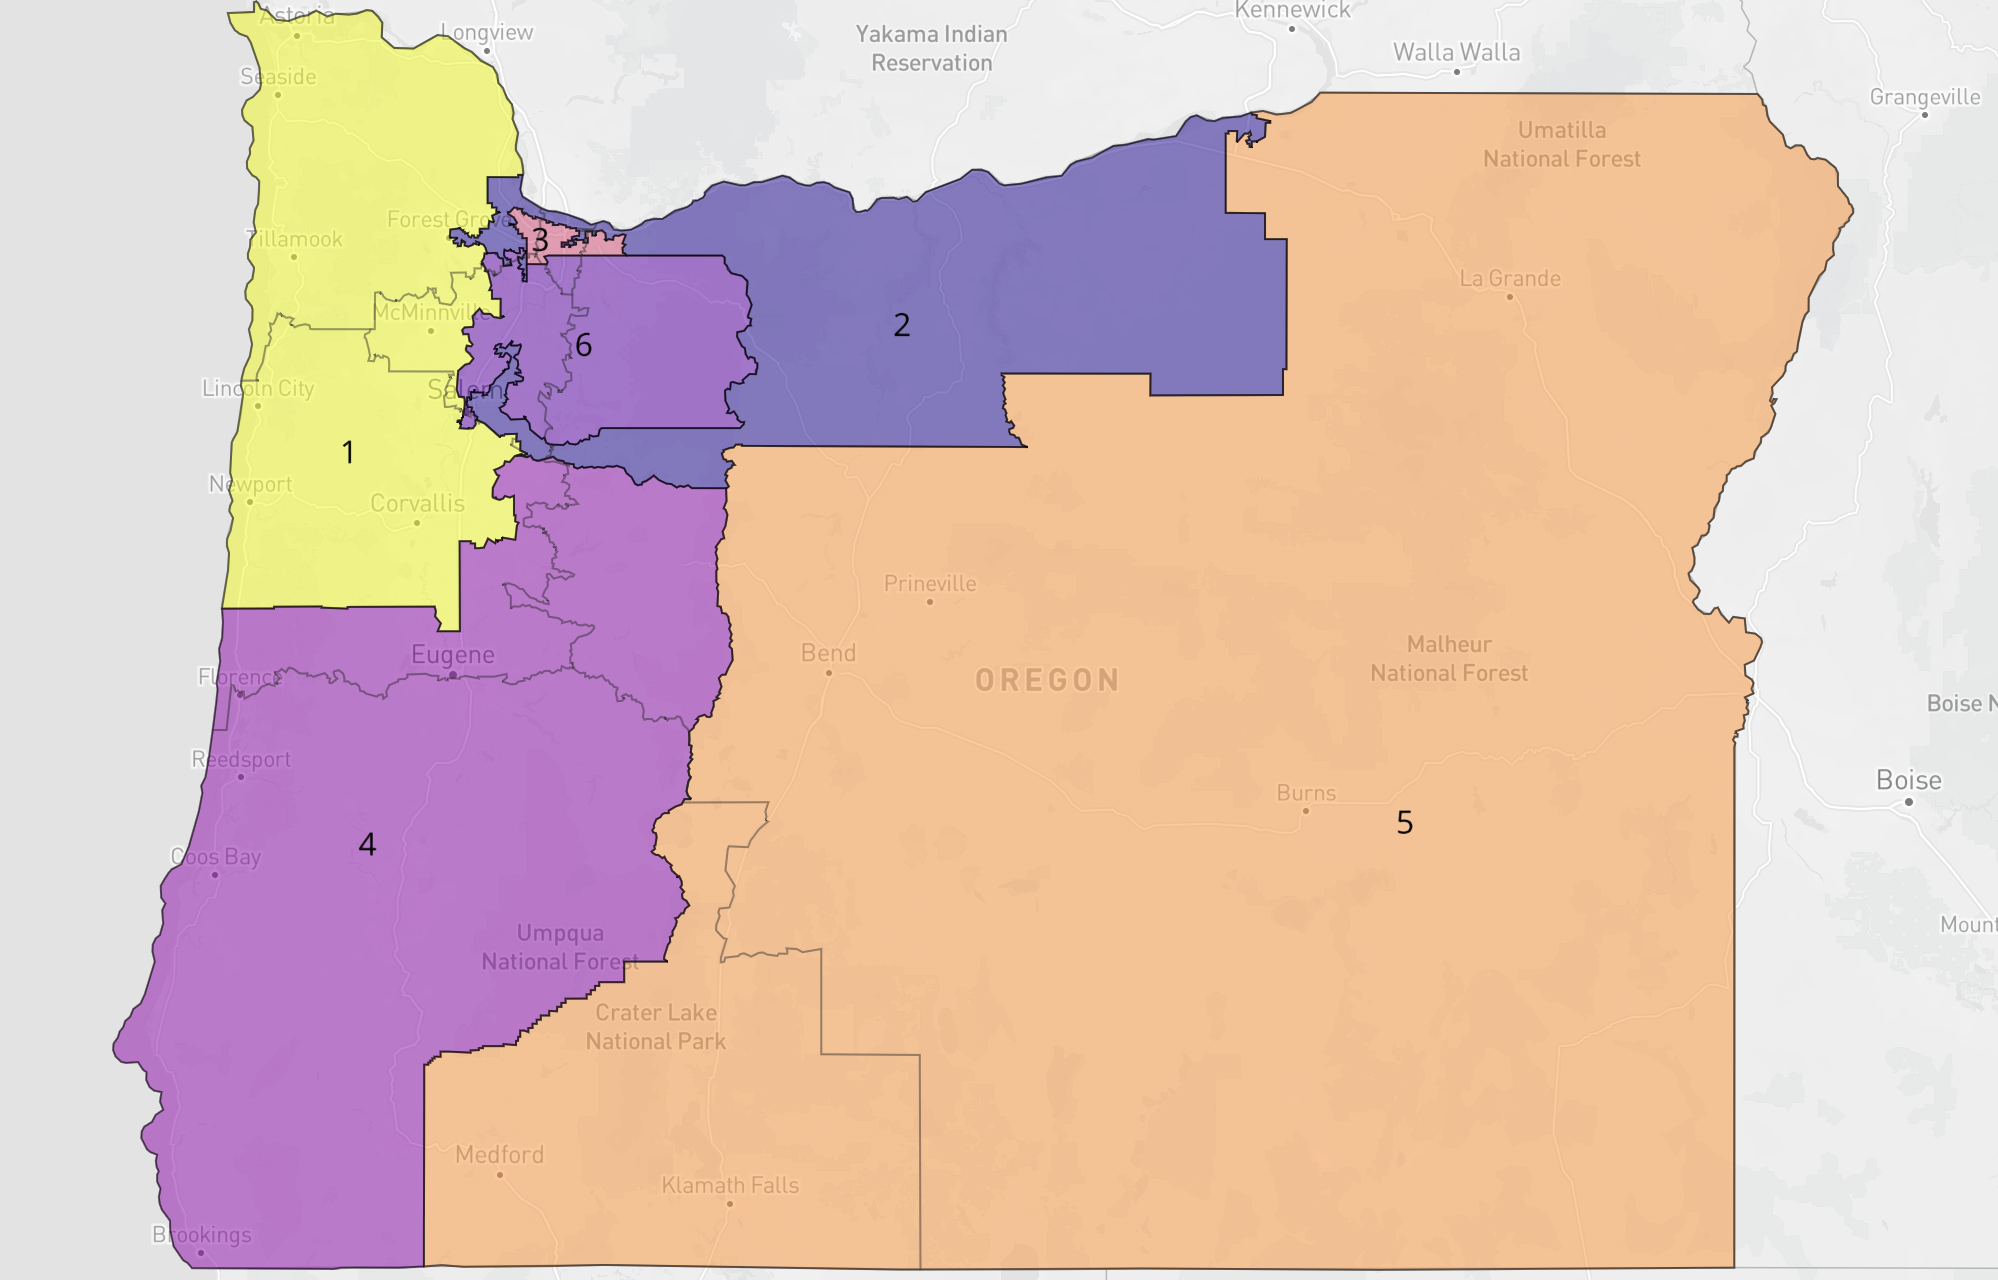 Astoria
Longview
Kennewick
Yakama Indian
Reservation
Walla Walla
Seaside
Grangeville
Umatilla
National Forest
Forest Grove
Tillamook
3
La Grande
McMinnville
2
6
Lincoln City
Salem
1
Newport
Corvallis
Prineville
Eugene
Bend
OREGON
Malheur
National Forest
Florence
Boise N
Reedsport
Burns
Boise
5
4
Coos Bay
Umpqua
National Forest
Mount
Crater Lake
National Park
Medford
Klamath Falls
Brookings